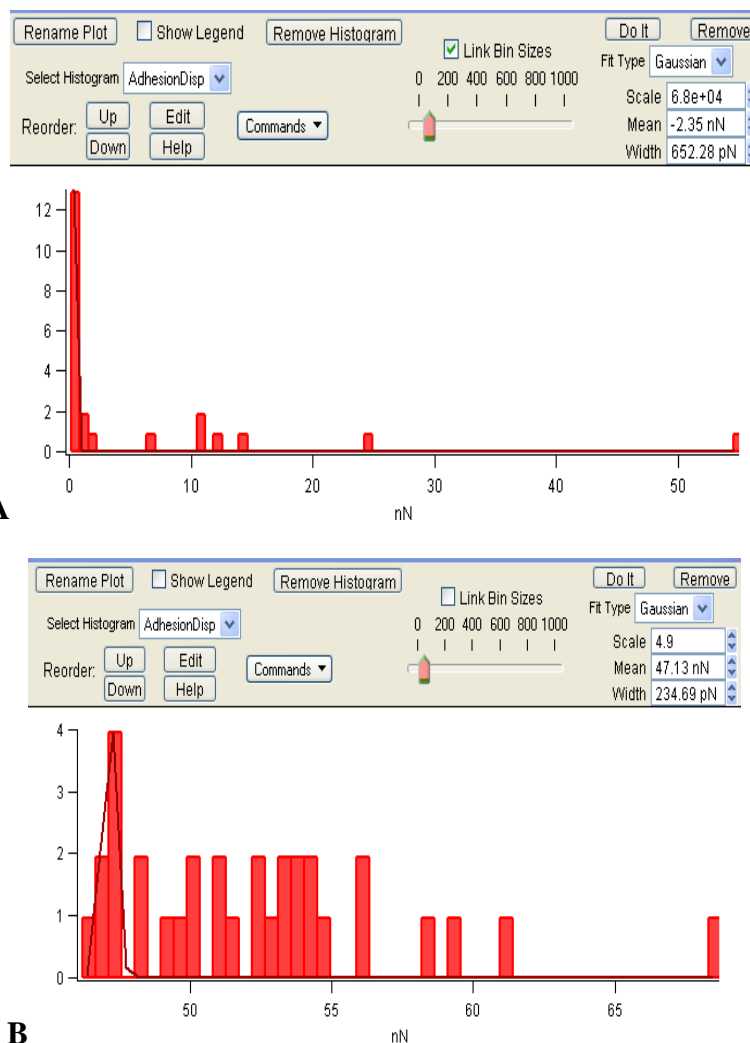 Rename Plot Show Legend Remove Histogram Do It Remove
Link Bin Sizes
Fit Type Gaussian
Select Histogram AdhesionDisp 0 200 400 600 800 1000
Scale 6.8e+04
Reorder: Up Edit Commands Mean -2.35 nN
Down Help Width 652.28 pN
12
10
8
6
4
2
0
0 10 20 30 40 50
nN
A
Rename Plot Show Legend Remove Histogram Do It Remove
Link Bin Sizes
Fit Type Gaussian
Select Histogram AdhesionDisp 0 200 400 600 800 1000
Scale 4.9
Reorder: Up Edit Commands Mean 47.13 nN
Down Help Width 234.69 pN
4
3
2
1
0
50 55 60 65
nN
B